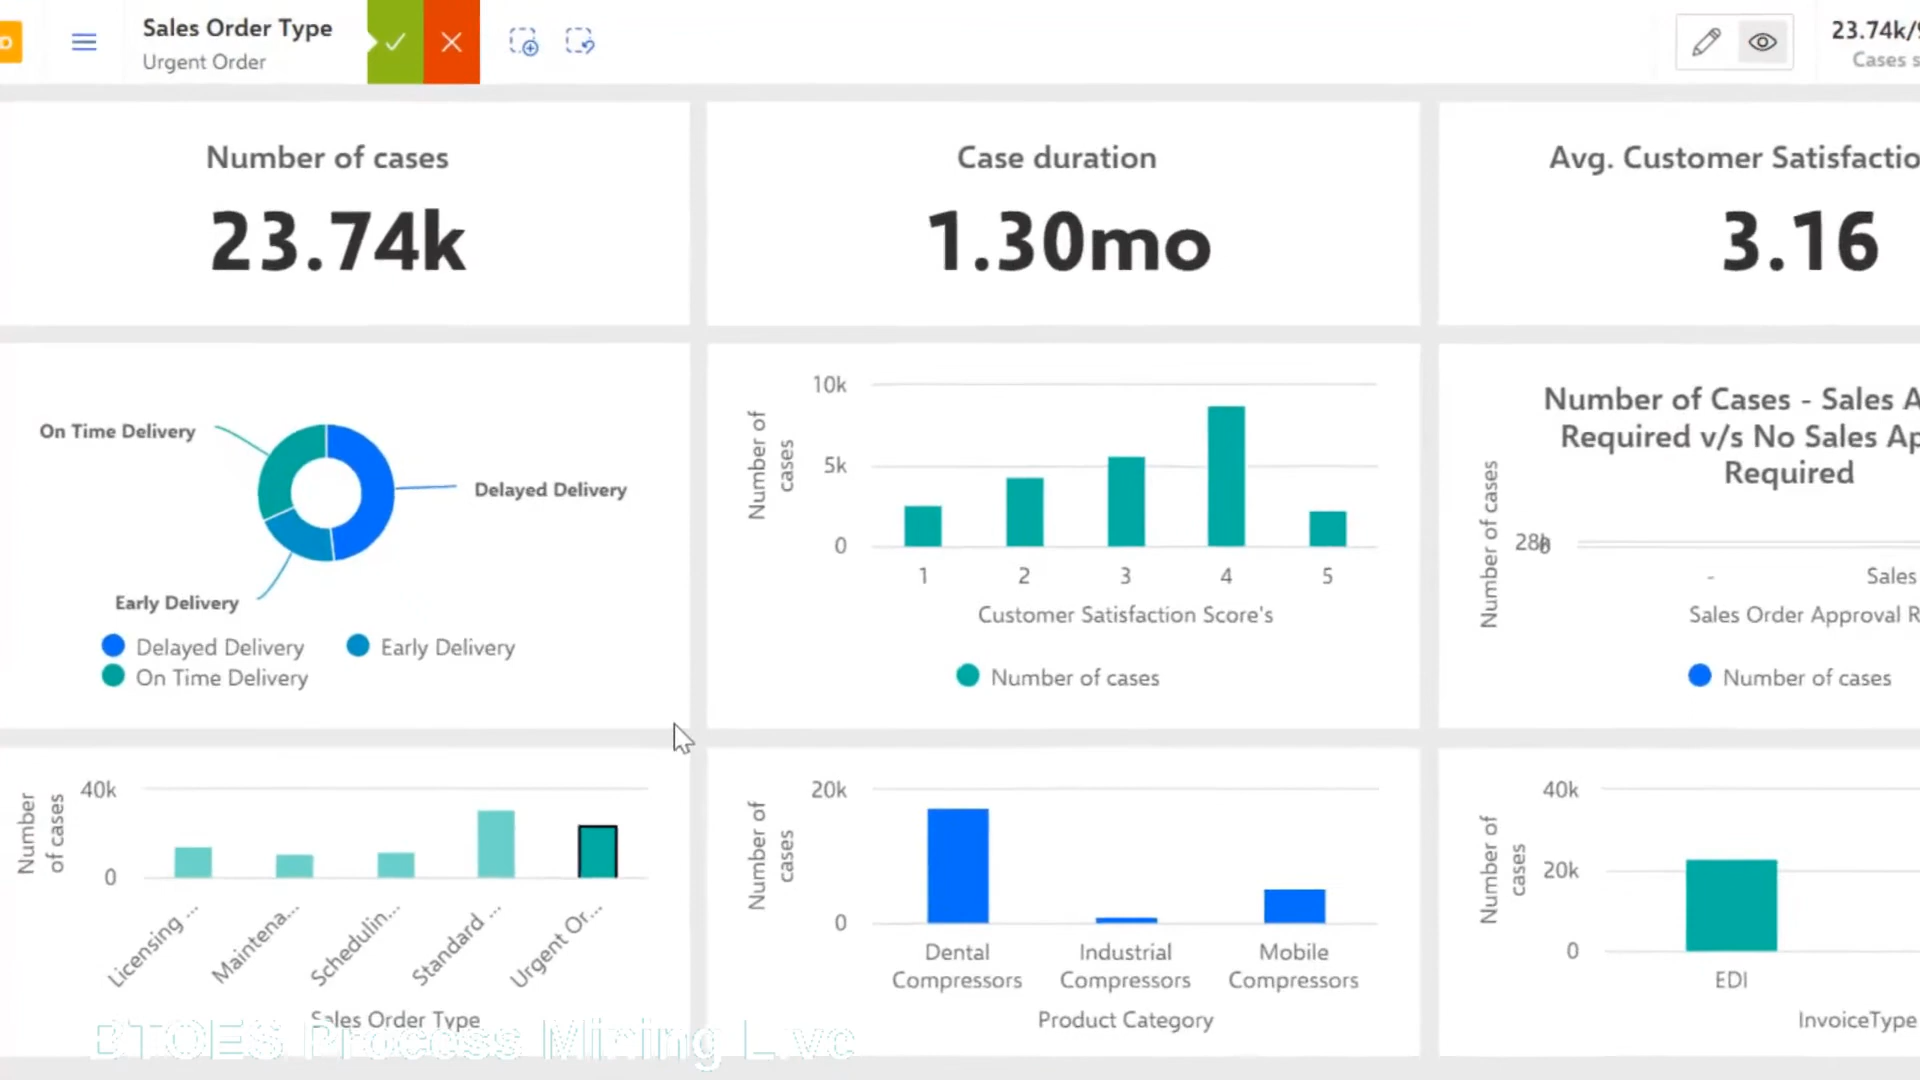 Sales Order Type
Urgent Order
23.74k/
Cases s
Number of cases
23.74k
Case duration
1.30mo
Avg. Customer Satisfactio
3.16
On Time Delivery
Delayed Delivery
Early Delivery
Delayed Delivery
Early Delivery
On Time Delivery
Number of
cases
10k
5k
0
1
2
3
4
5
Customer Satisfaction Score's
Number of cases
Number of Cases - Sales A
Required v/s No Sales Ap
Required
Number of cases
-
Sales
Sales Order Approval R
Number of cases
Number
of cases
40k
0
Licensing ...
Maintena...
Schedulin...
Standard ...
Urgent Or...
Sales Order Type
Number of
cases
20k
0
Dental
Compressors
Industrial
Compressors
Mobile
Compressors
Product Category
Number of
cases
40k
20k
0
EDI
InvoiceType
BTOES Process Mining Live